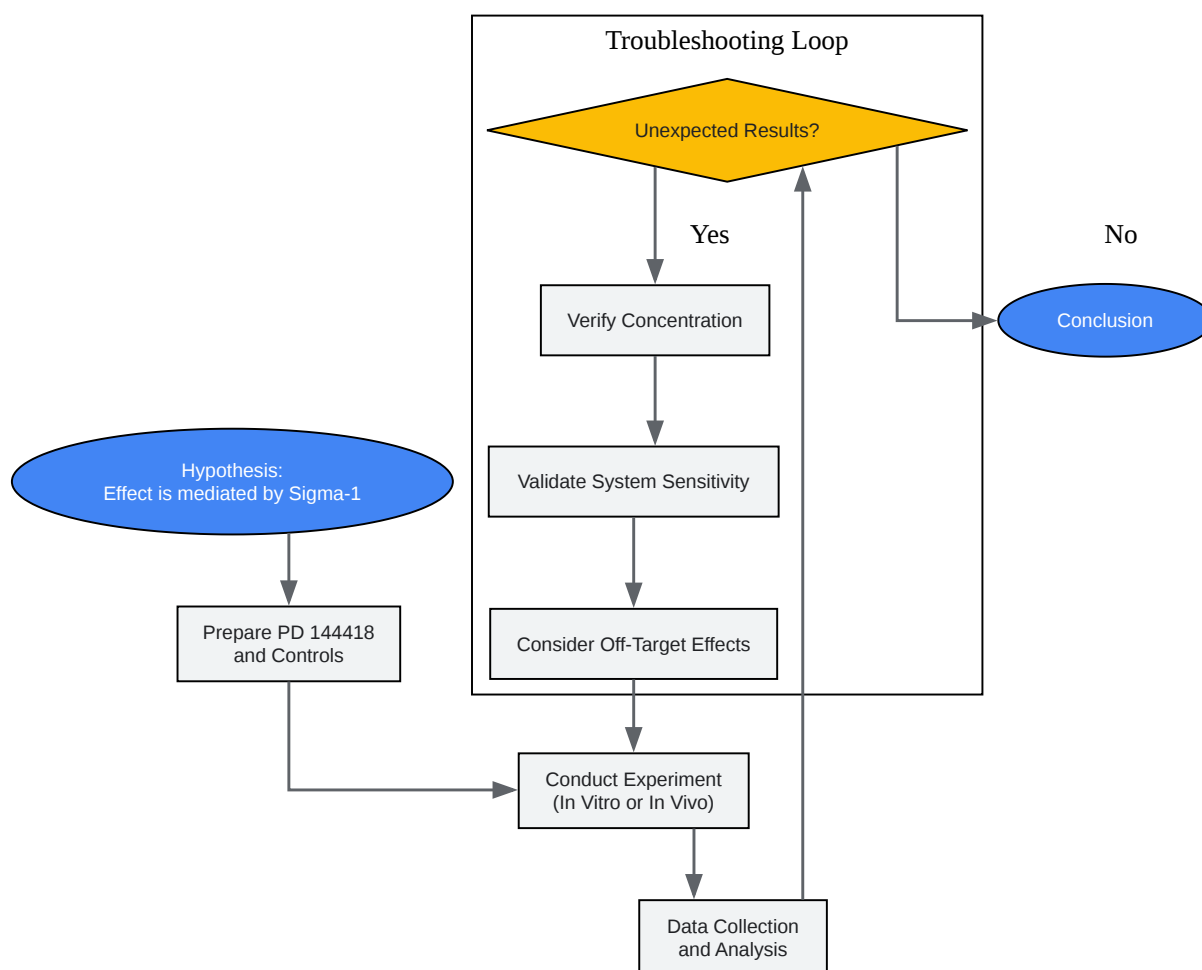 Troubleshooting Loop
Unexpected Results?
Yes
No
Verify Concentration
Conclusion
Validate System Sensitivity
Hypothesis:
Effect is mediated by Sigma-1
Prepare PD 144418
and Controls
Consider Off-Target Effects
Conduct Experiment
(In Vitro or In Vivo)
Data Collection
and Analysis